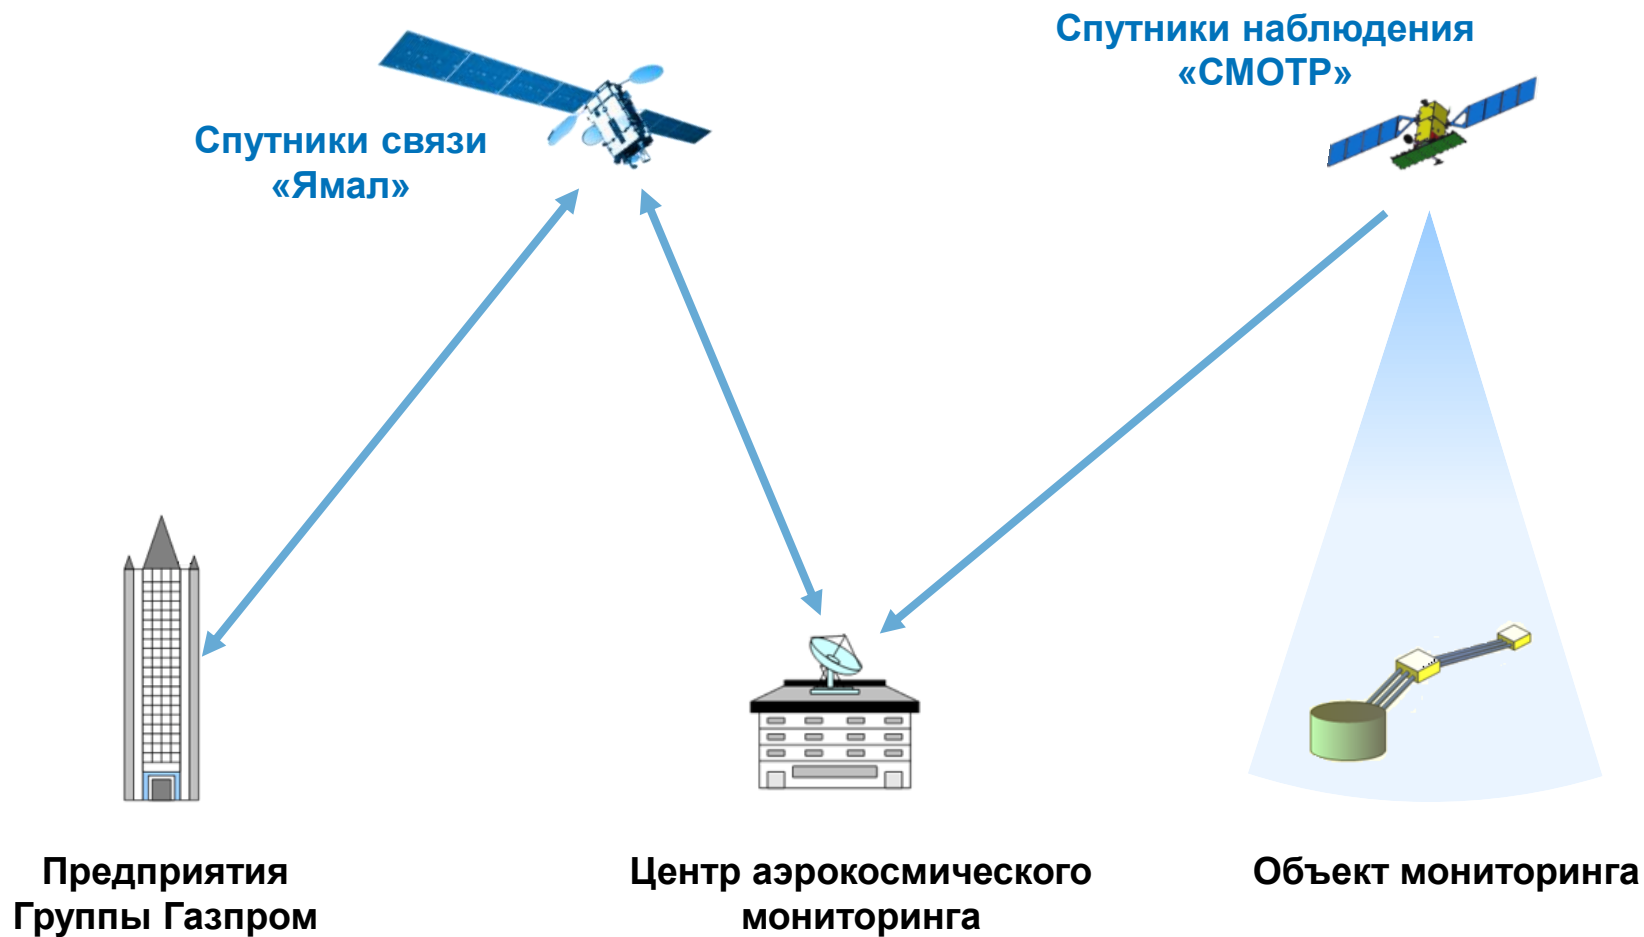 Спутники наблюдения
«СМОТР»
Спутники связи
«Ямал»
Предприятия
Группы Газпром
Центр аэрокосмического
мониторинга
Объект мониторинга